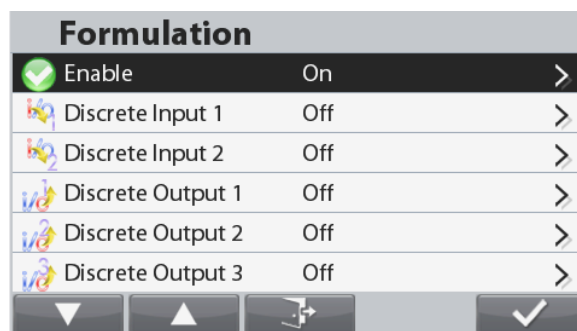 Formulation
Enable On
Discrete Input 1 Off
Discrete Input 2 Off
Discrete Output 1 Off
Discrete Output 2 Off
Discrete Output 3 Off